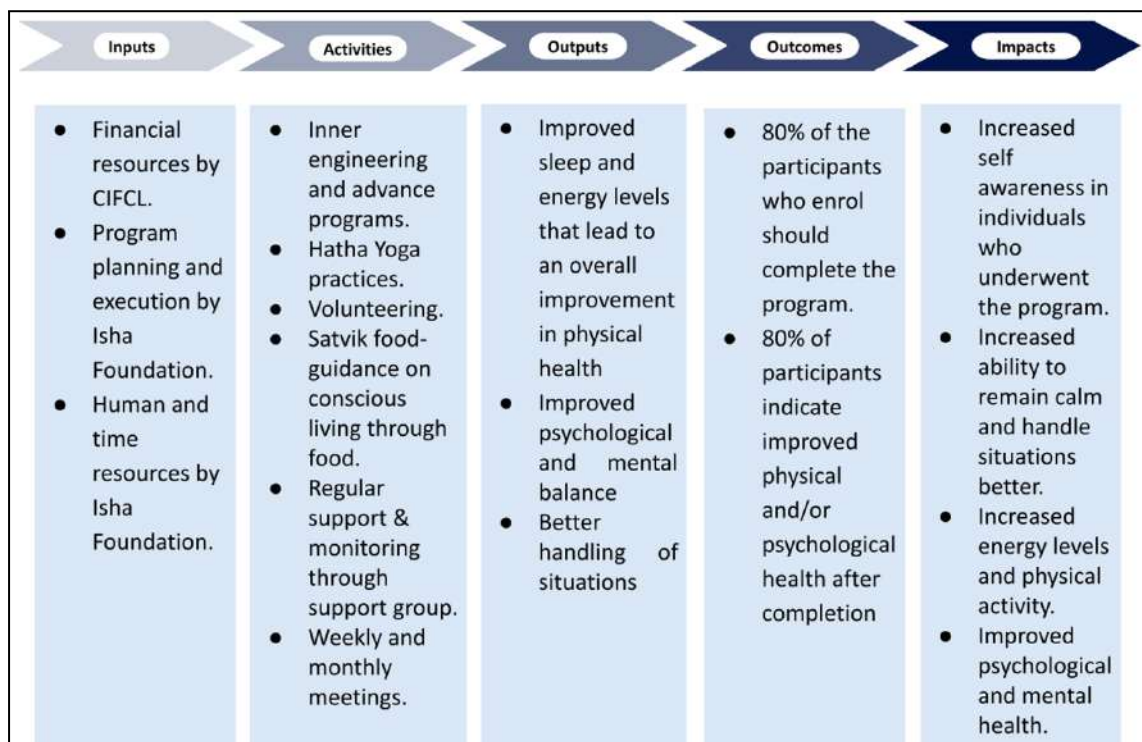 Inputs
Activities
Outputs
Outcomes
Impacts
● Financial
resources by
CIFCL.
● Program
planning and
execution by
Isha
Foundation.
● Human and
time
resources by
Isha
Foundation.
● Inner
engineering
and advance
programs.
● Hatha Yoga
practices.
● Volunteering.
● Satvik food-
guidance on
conscious
living through
food.
● Regular
support &
monitoring
through
support group.
● Weekly and
monthly
meetings.
● Improved
sleep and
energy levels
that lead to
an overall
improvement
in physical
health
● Improved
psychological
and mental
balance
● Better
handling of
situations
● 80% of the
participants
who enrol
should
complete the
program.
● 80% of
participants
indicate
improved
physical
and/or
psychological
health after
completion
● Increased
self
awareness in
individuals
who
underwent
the program.
● Increased
ability to
remain calm
and handle
situations
better.
● Increased
energy levels
and physical
activity.
● Improved
psychological
and mental
health.